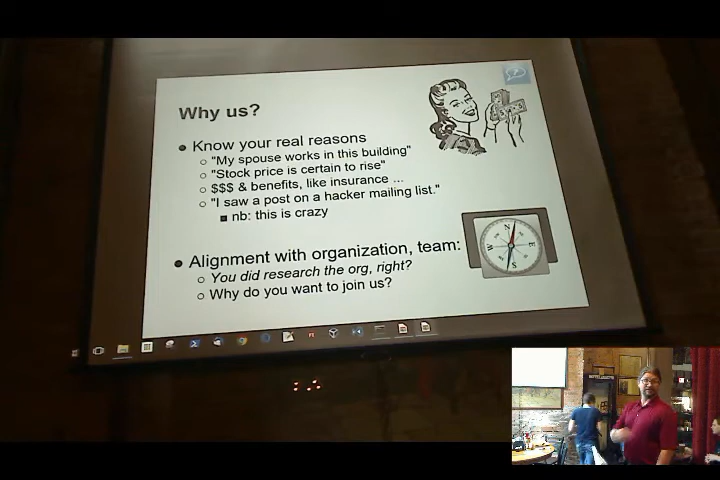 Why us?
Know your real reasons
"My spouse works in this building"
"Stock price is certain to rise"
$$$ & benefits, like insurance ...
"I saw a post on a hacker mailing list."
nb: this is crazy
Alignment with organization, team:
You did research the org, right?
Why do you want to join us?
N
W E
S